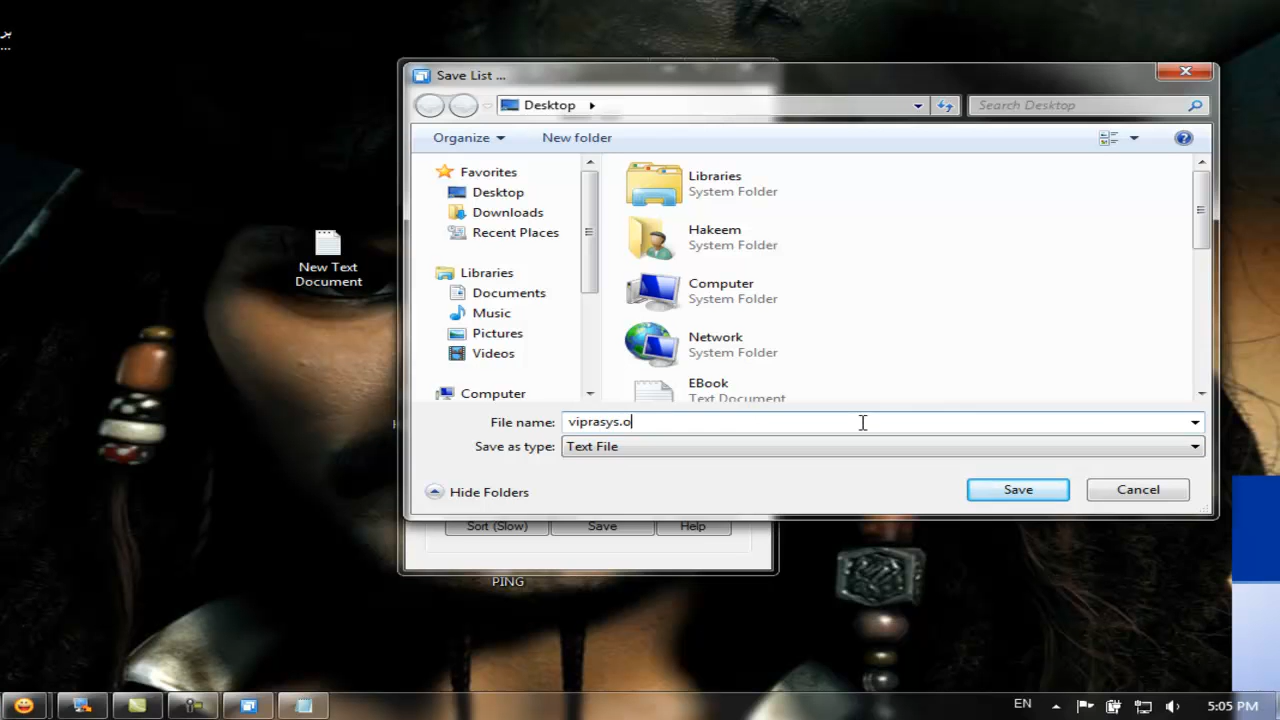 بر
...
Save List ...
Desktop
Search Desktop
Organize
New folder
Favorites
Desktop
Downloads
Recent Places
Libraries
Documents
Music
Pictures
Videos
Computer
Libraries
System Folder
Hakeem
System Folder
Computer
System Folder
Network
System Folder
EBook
Text Document
New Text
Document
File name: viprasys.o
Save as type: Text File
Hide Folders
Save
Cancel
Sort (Slow)
Save
Help
PING
EN
5:05 PM